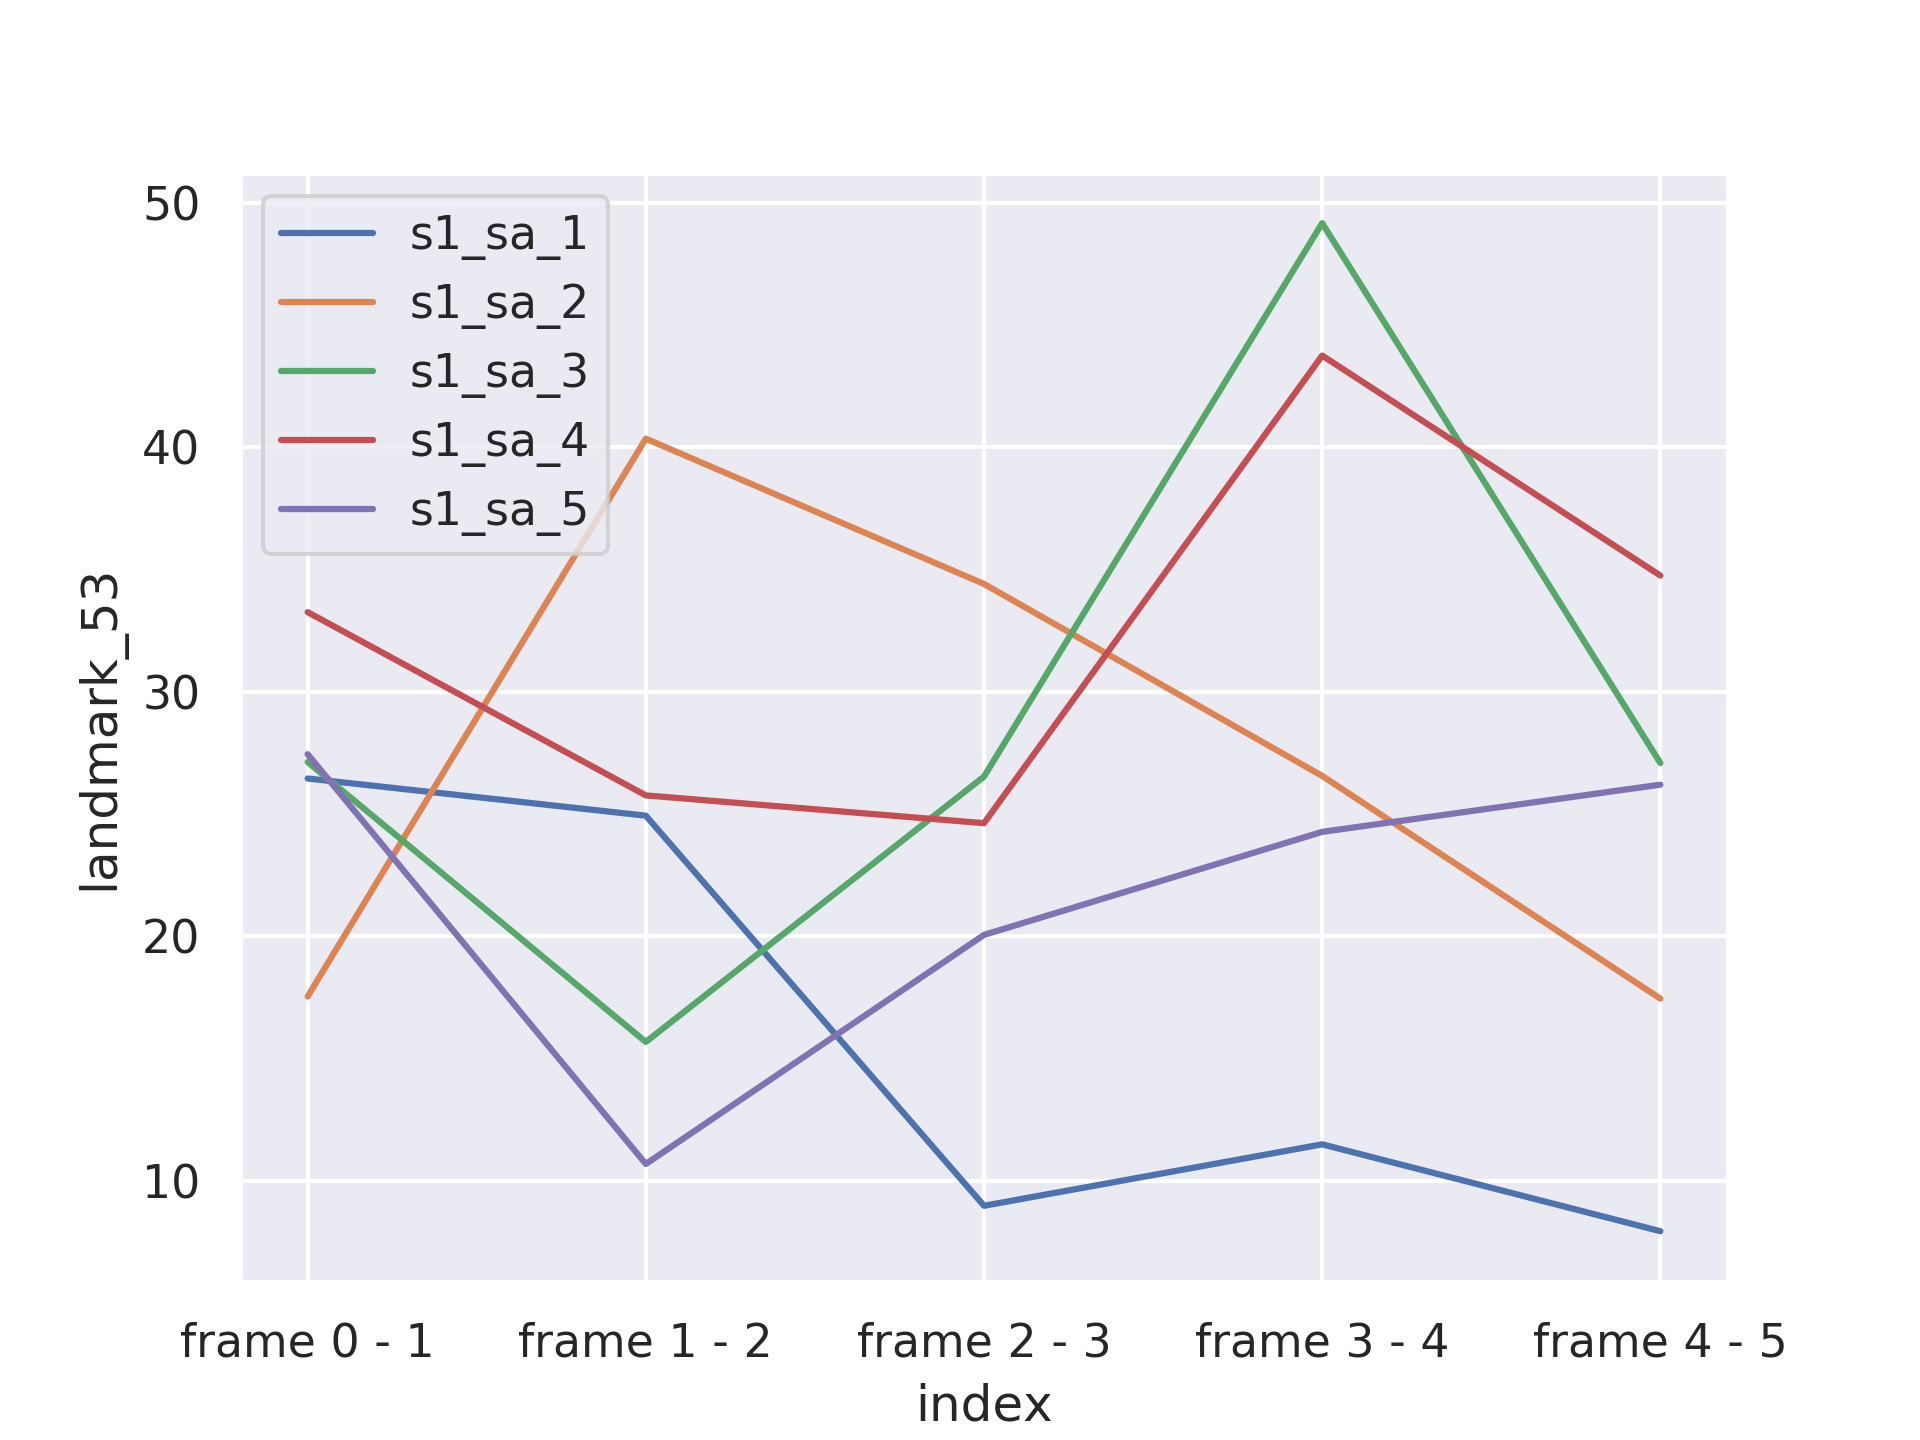 50
40
30
20
10
landmark_53
s1_sa_1
s1_sa_2
s1_sa_3
s1_sa_4
s1_sa_5
frame 0 - 1
frame 1 - 2
frame 2 - 3
frame 3 - 4
frame 4 - 5
index